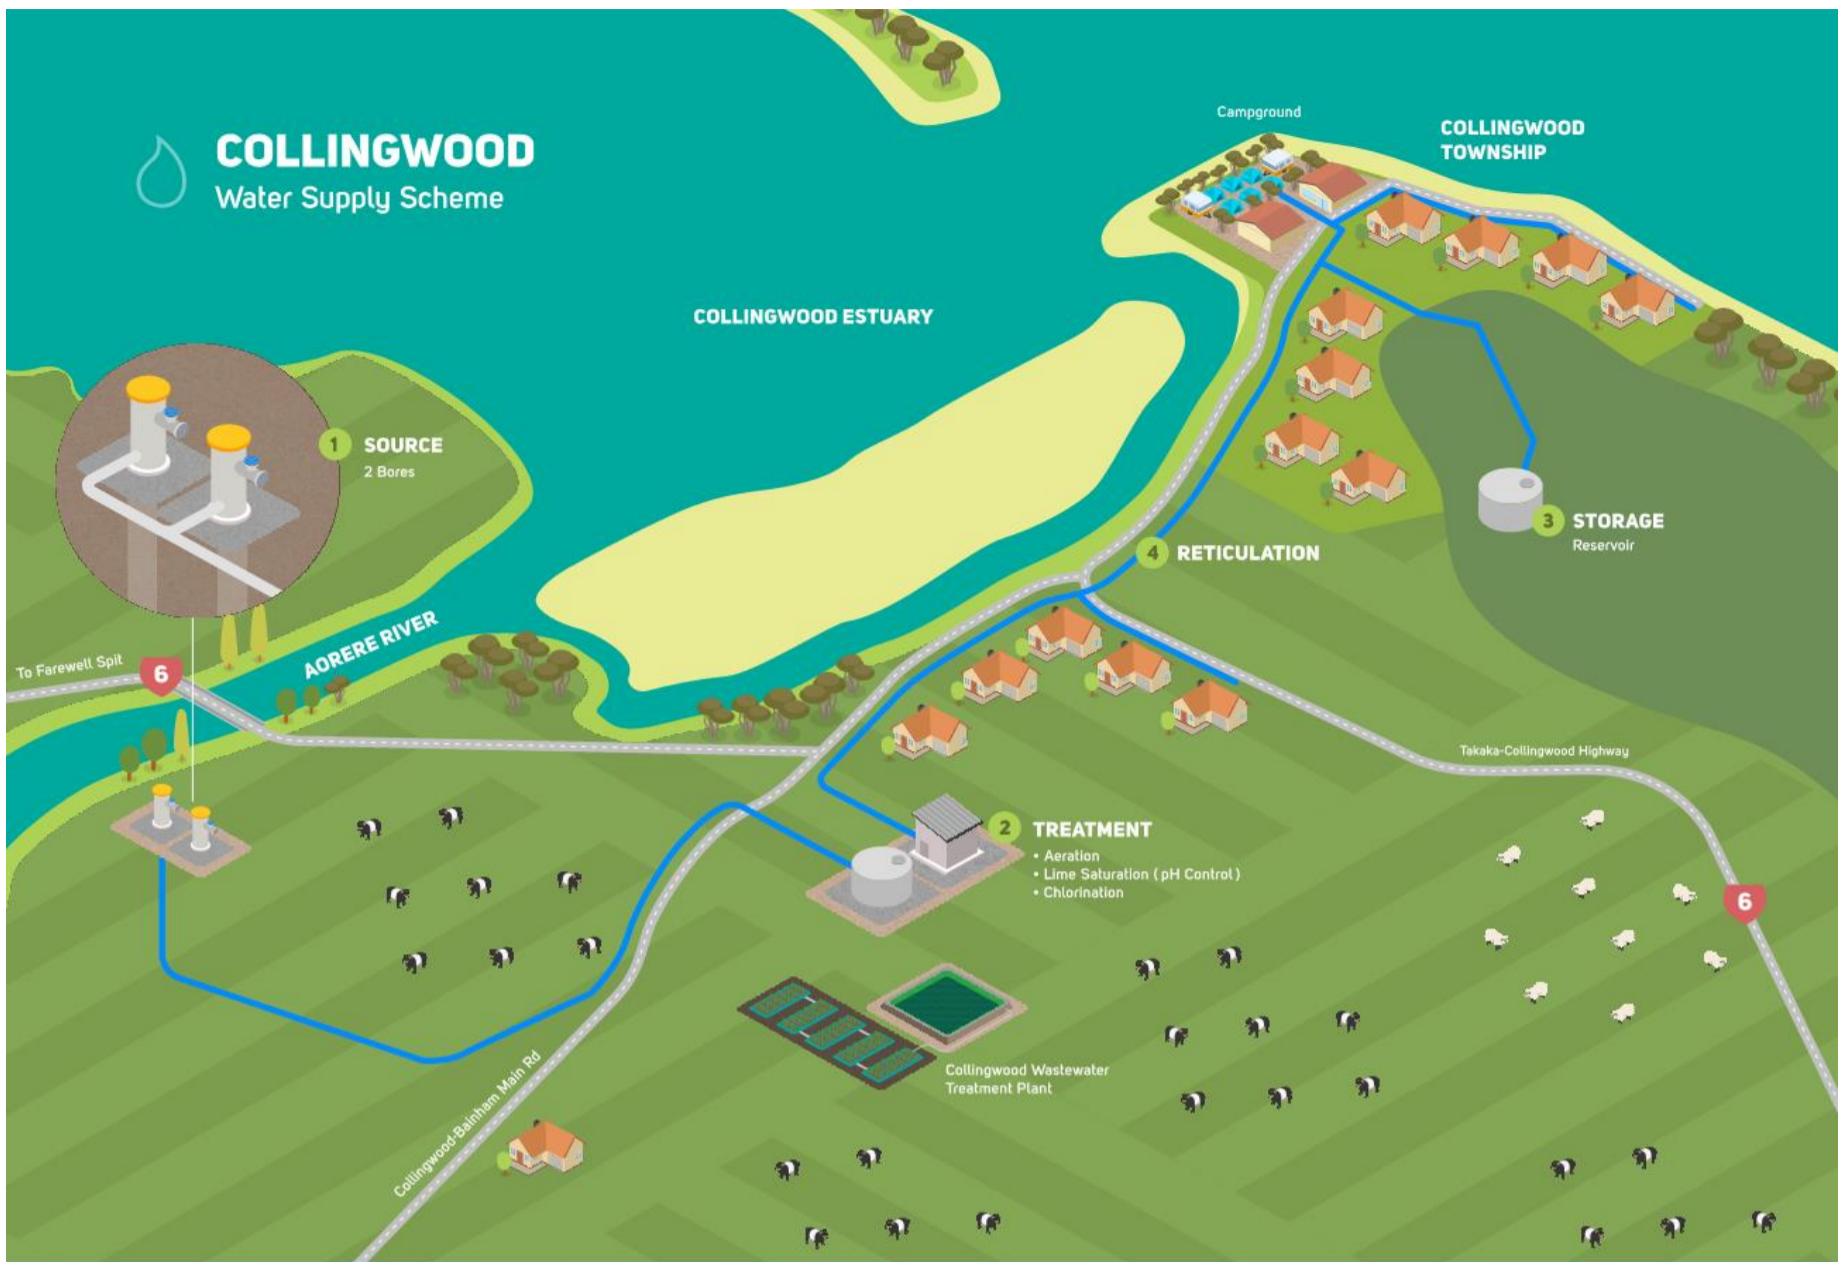 COLLINGWOOD
Water Supply Scheme
Campground
COLLINGWOOD
TOWNSHIP
COLLINGWOOD ESTUARY
1
SOURCE
2 Bores
3
STORAGE
Reservoir
4
RETICULATION
AORERE RIVER
To Farewell Spit
6
Takaka-Collingwood Highway
2
TREATMENT
• Aeration
• Lime Saturation (pH Control)
• Chlorination
6
Collingwood Wastewater
Treatment Plant
Collingwood-Bainham Main Rd